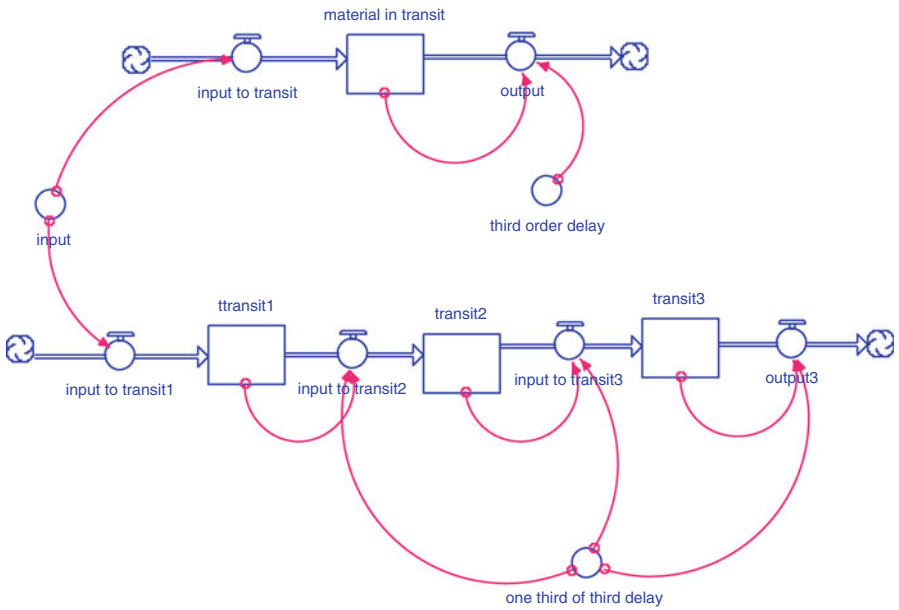 material in transit
input to transit
output
third order delay
input
ttransit1
transit2
transit3
input to transit1
input to transit2
input to transit3
output3
one third of third delay